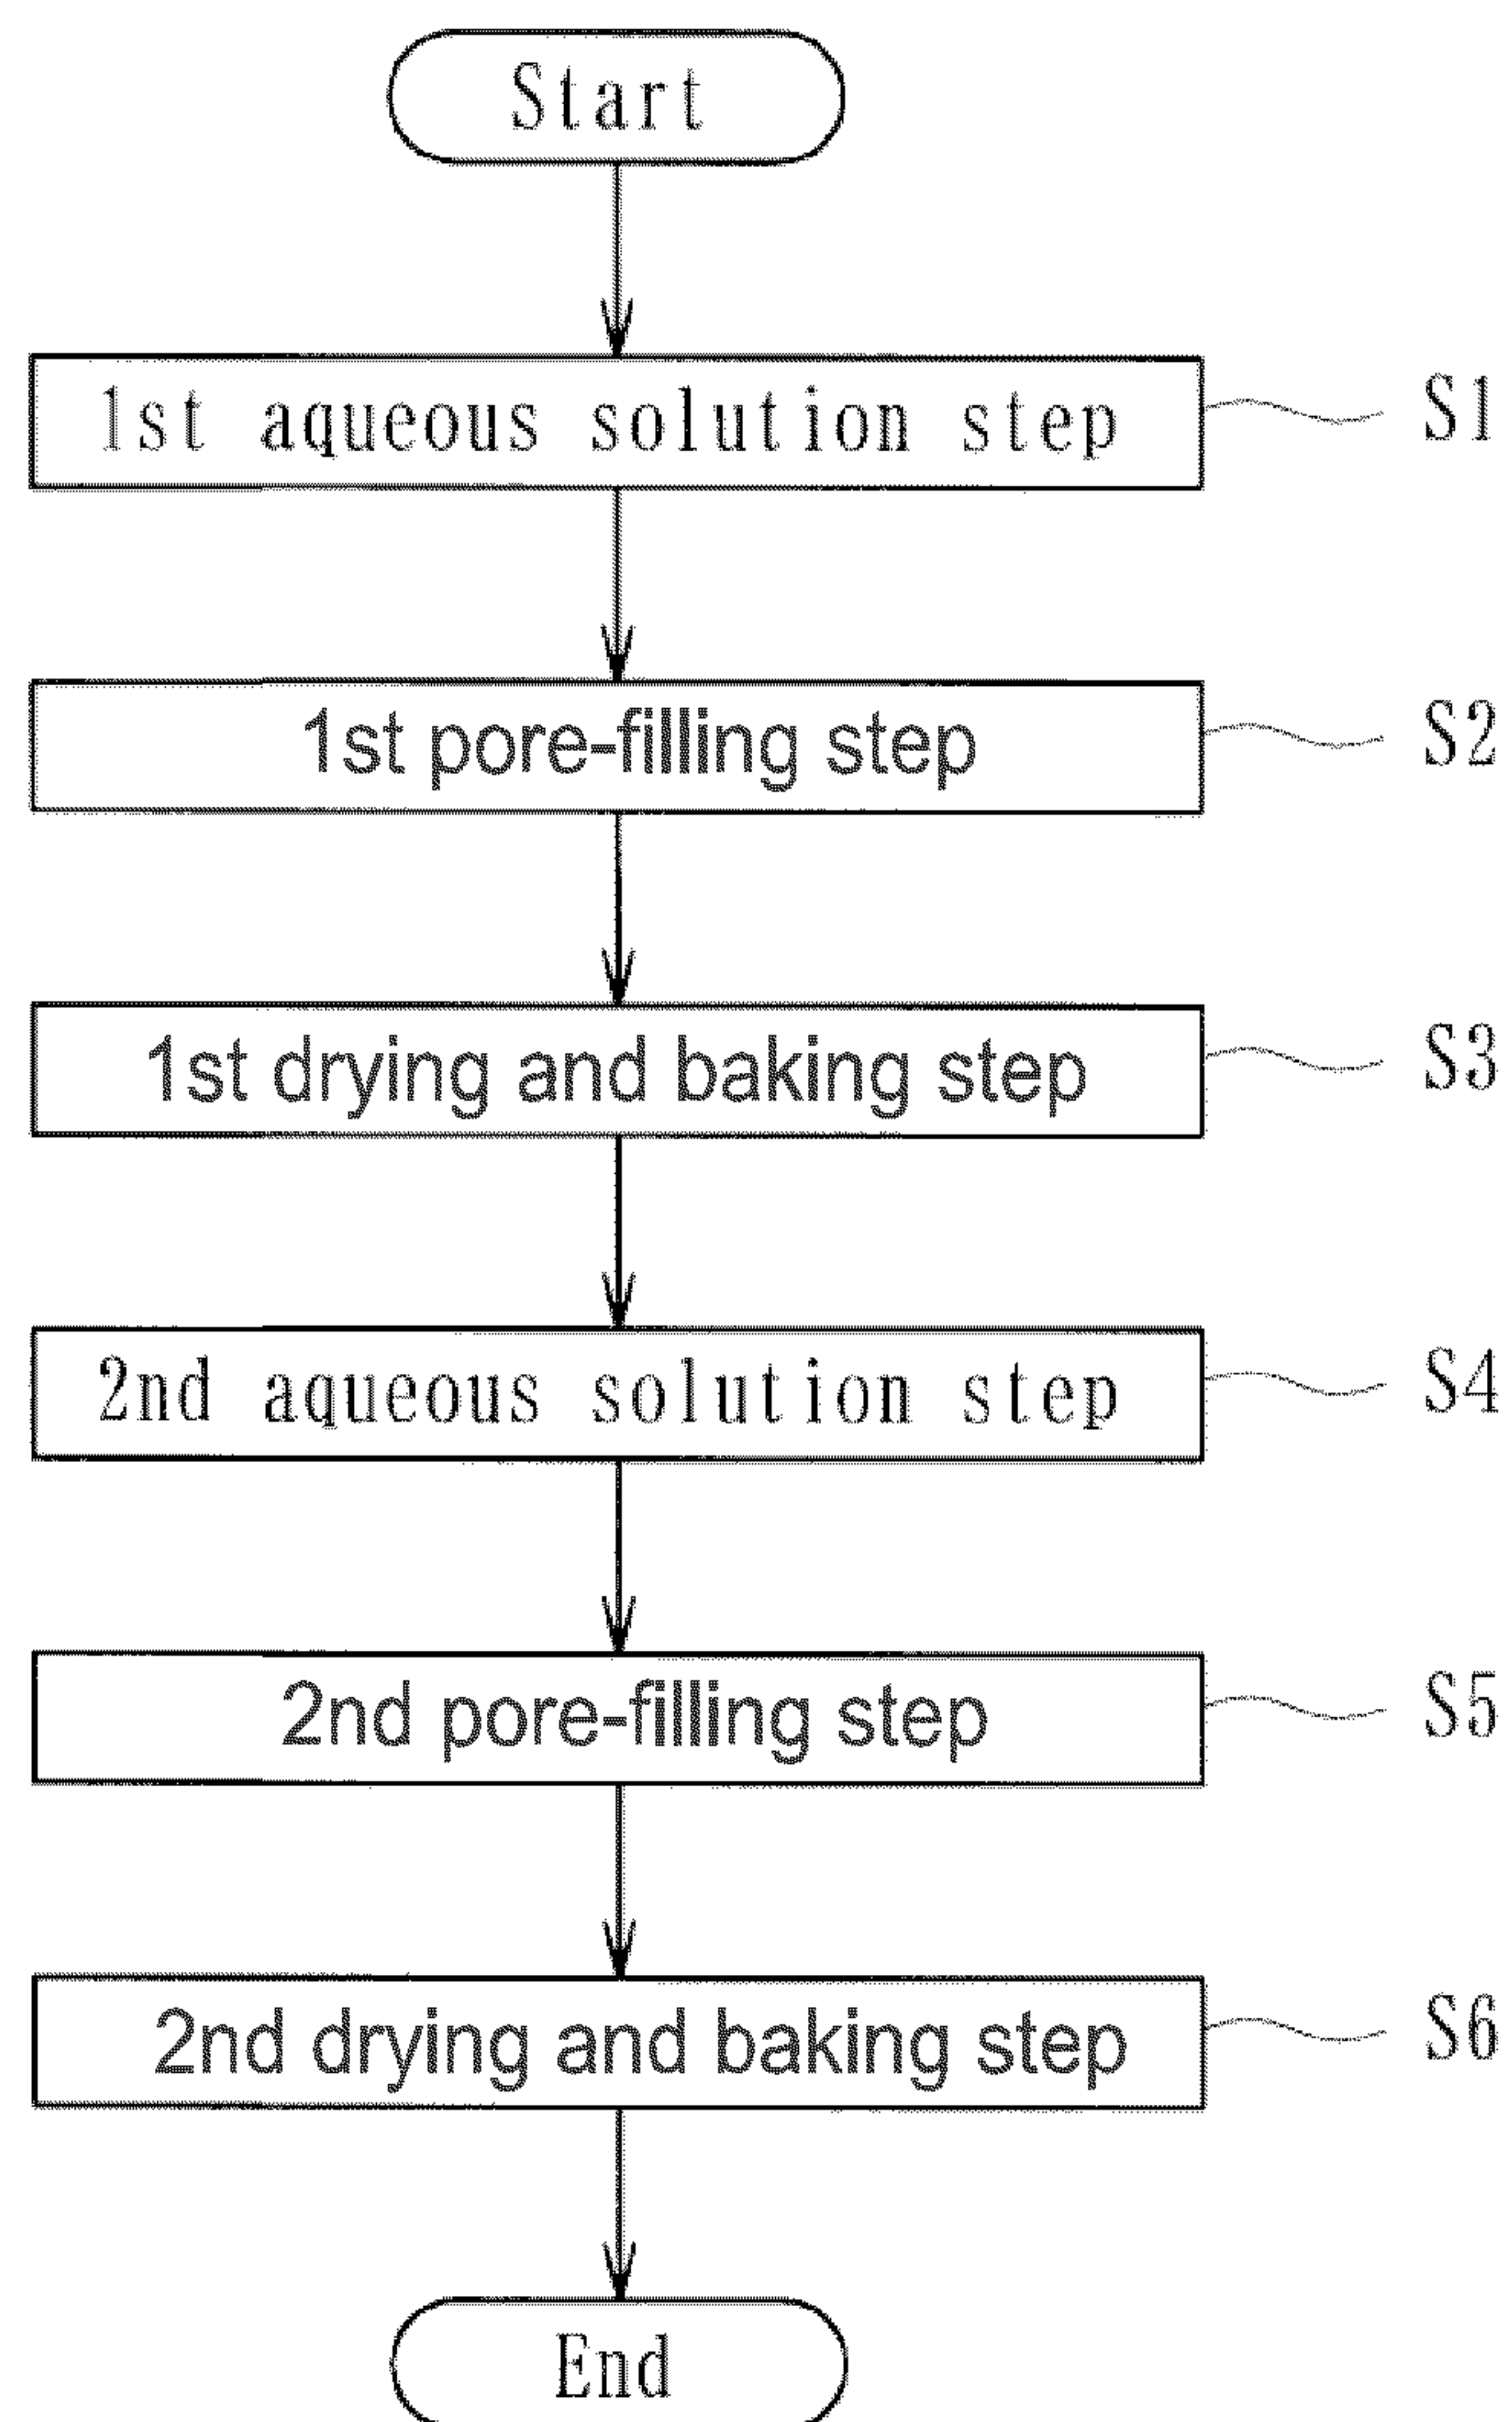 Start
1st aqueous solution step S1
1st pore-filling step S2
1st drying and baking step S3
2nd aqueous solution step S4
2nd pore-filling step S5
2nd drying and baking step S6
End